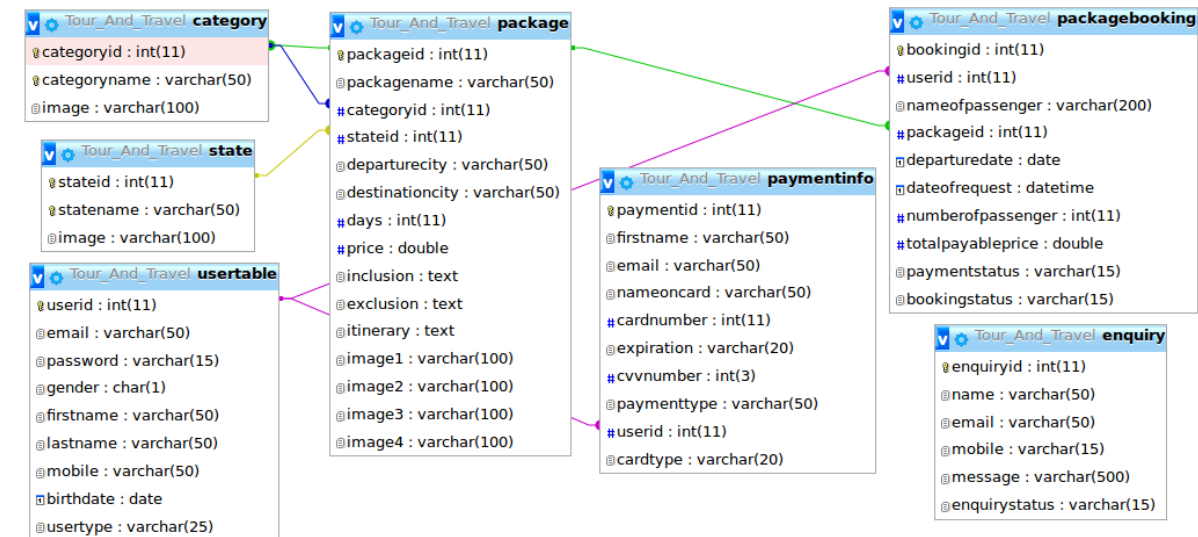 Tour_And_Travel category
categoryid : int(11)
categoryname : varchar(50)
image : varchar(100)
Tour_And_Travel state
stateid : int(11)
statename : varchar(50)
image : varchar(100)
Tour_And_Travel usertable
userid : int(11)
email : varchar(50)
password : varchar(15)
gender : char(1)
firstname : varchar(50)
lastname : varchar(50)
mobile : varchar(50)
birthdate : date
usertype : varchar(25)
Tour_And_Travel package
packageid : int(11)
packagename : varchar(50)
#categoryid : int(11)
#stateid : int(11)
departurecity : varchar(50)
destinationcity : varchar(50)
#days : int(11)
#price : double
inclusion : text
exclusion : text
itinerary : text
image1 : varchar(100)
image2 : varchar(100)
image3 : varchar(100)
image4 : varchar(100)
Tour_And_Travel paymentinfo
paymentid : int(11)
firstname : varchar(50)
email : varchar(50)
nameoncard : varchar(50)
#cardnumber : int(11)
expiration : varchar(20)
#cvvnumber : int(3)
paymenttype : varchar(50)
#userid : int(11)
cardtype : varchar(20)
Tour_And_Travel packagebooking
bookingid : int(11)
#userid : int(11)
nameofpassenger : varchar(200)
#packageid : int(11)
departuredate : date
dateofrequest : datetime
#numberofpassenger : int(11)
#totalpayableprice : double
paymentstatus : varchar(15)
bookingstatus : varchar(15)
Tour_And_Travel enquiry
enquiryid : int(11)
name : varchar(50)
email : varchar(50)
mobile : varchar(15)
message : varchar(500)
enquirystatus : varchar(15)